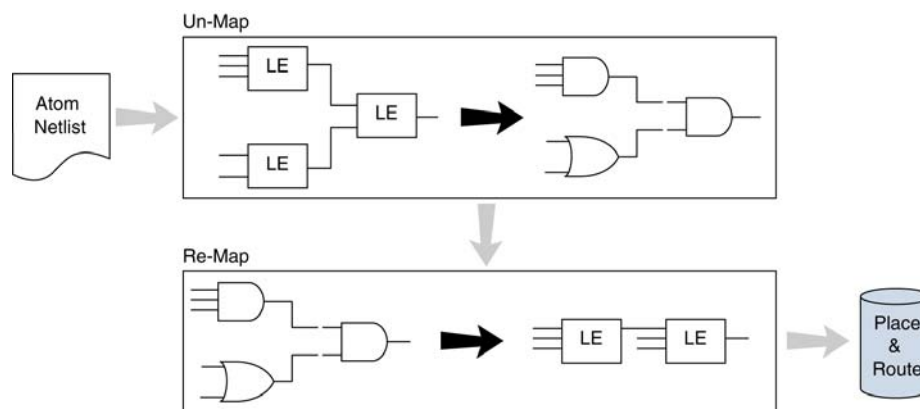 Un-Map
Atom
Netlist
LE
LE
LE
Re-Map
LE
LE
Place
&
Route